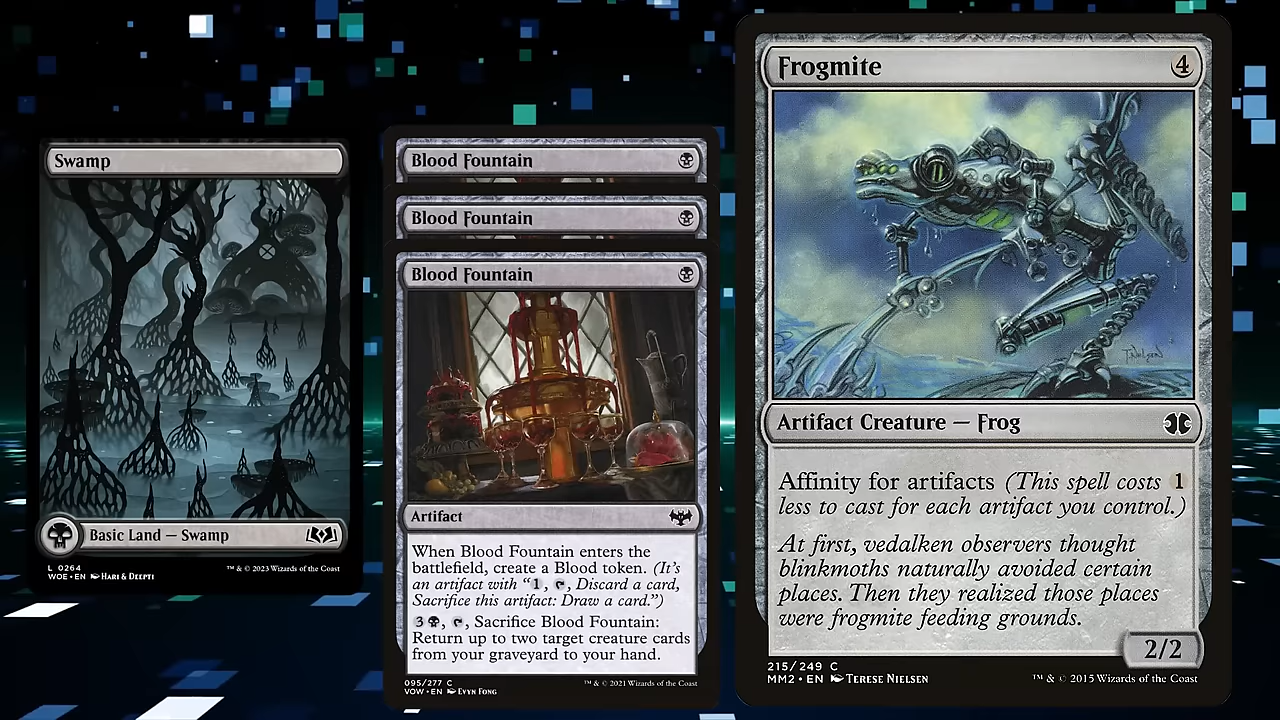 Swamp
Basic Land — Swamp
L 0264
WOE • EN Hari & Deepti
™ & © 2023 Wizards of the Coast
Blood Fountain
Blood Fountain
Blood Fountain
Artifact
When Blood Fountain enters the
battlefield, create a Blood token. (It's
an artifact with “1, , Discard a card,
Sacrifice this artifact: Draw a card.”)
3 , , Sacrifice Blood Fountain:
Return up to two target creature cards
from your graveyard to your hand.
095/277 C
VOW • EN Evyn Fong
™ & © 2021 Wizards of the Coast
Frogmite
4
T. Nielsen
Artifact Creature — Frog
Affinity for artifacts (This spell costs 1
less to cast for each artifact you control.)
At first, vedalken observers thought
blinkmoths naturally avoided certain
places. Then they realized those places
were frogmite feeding grounds.
2/2
215/249 C
MM2 • EN Terese Nielsen
™ & © 2015 Wizards of the Coast